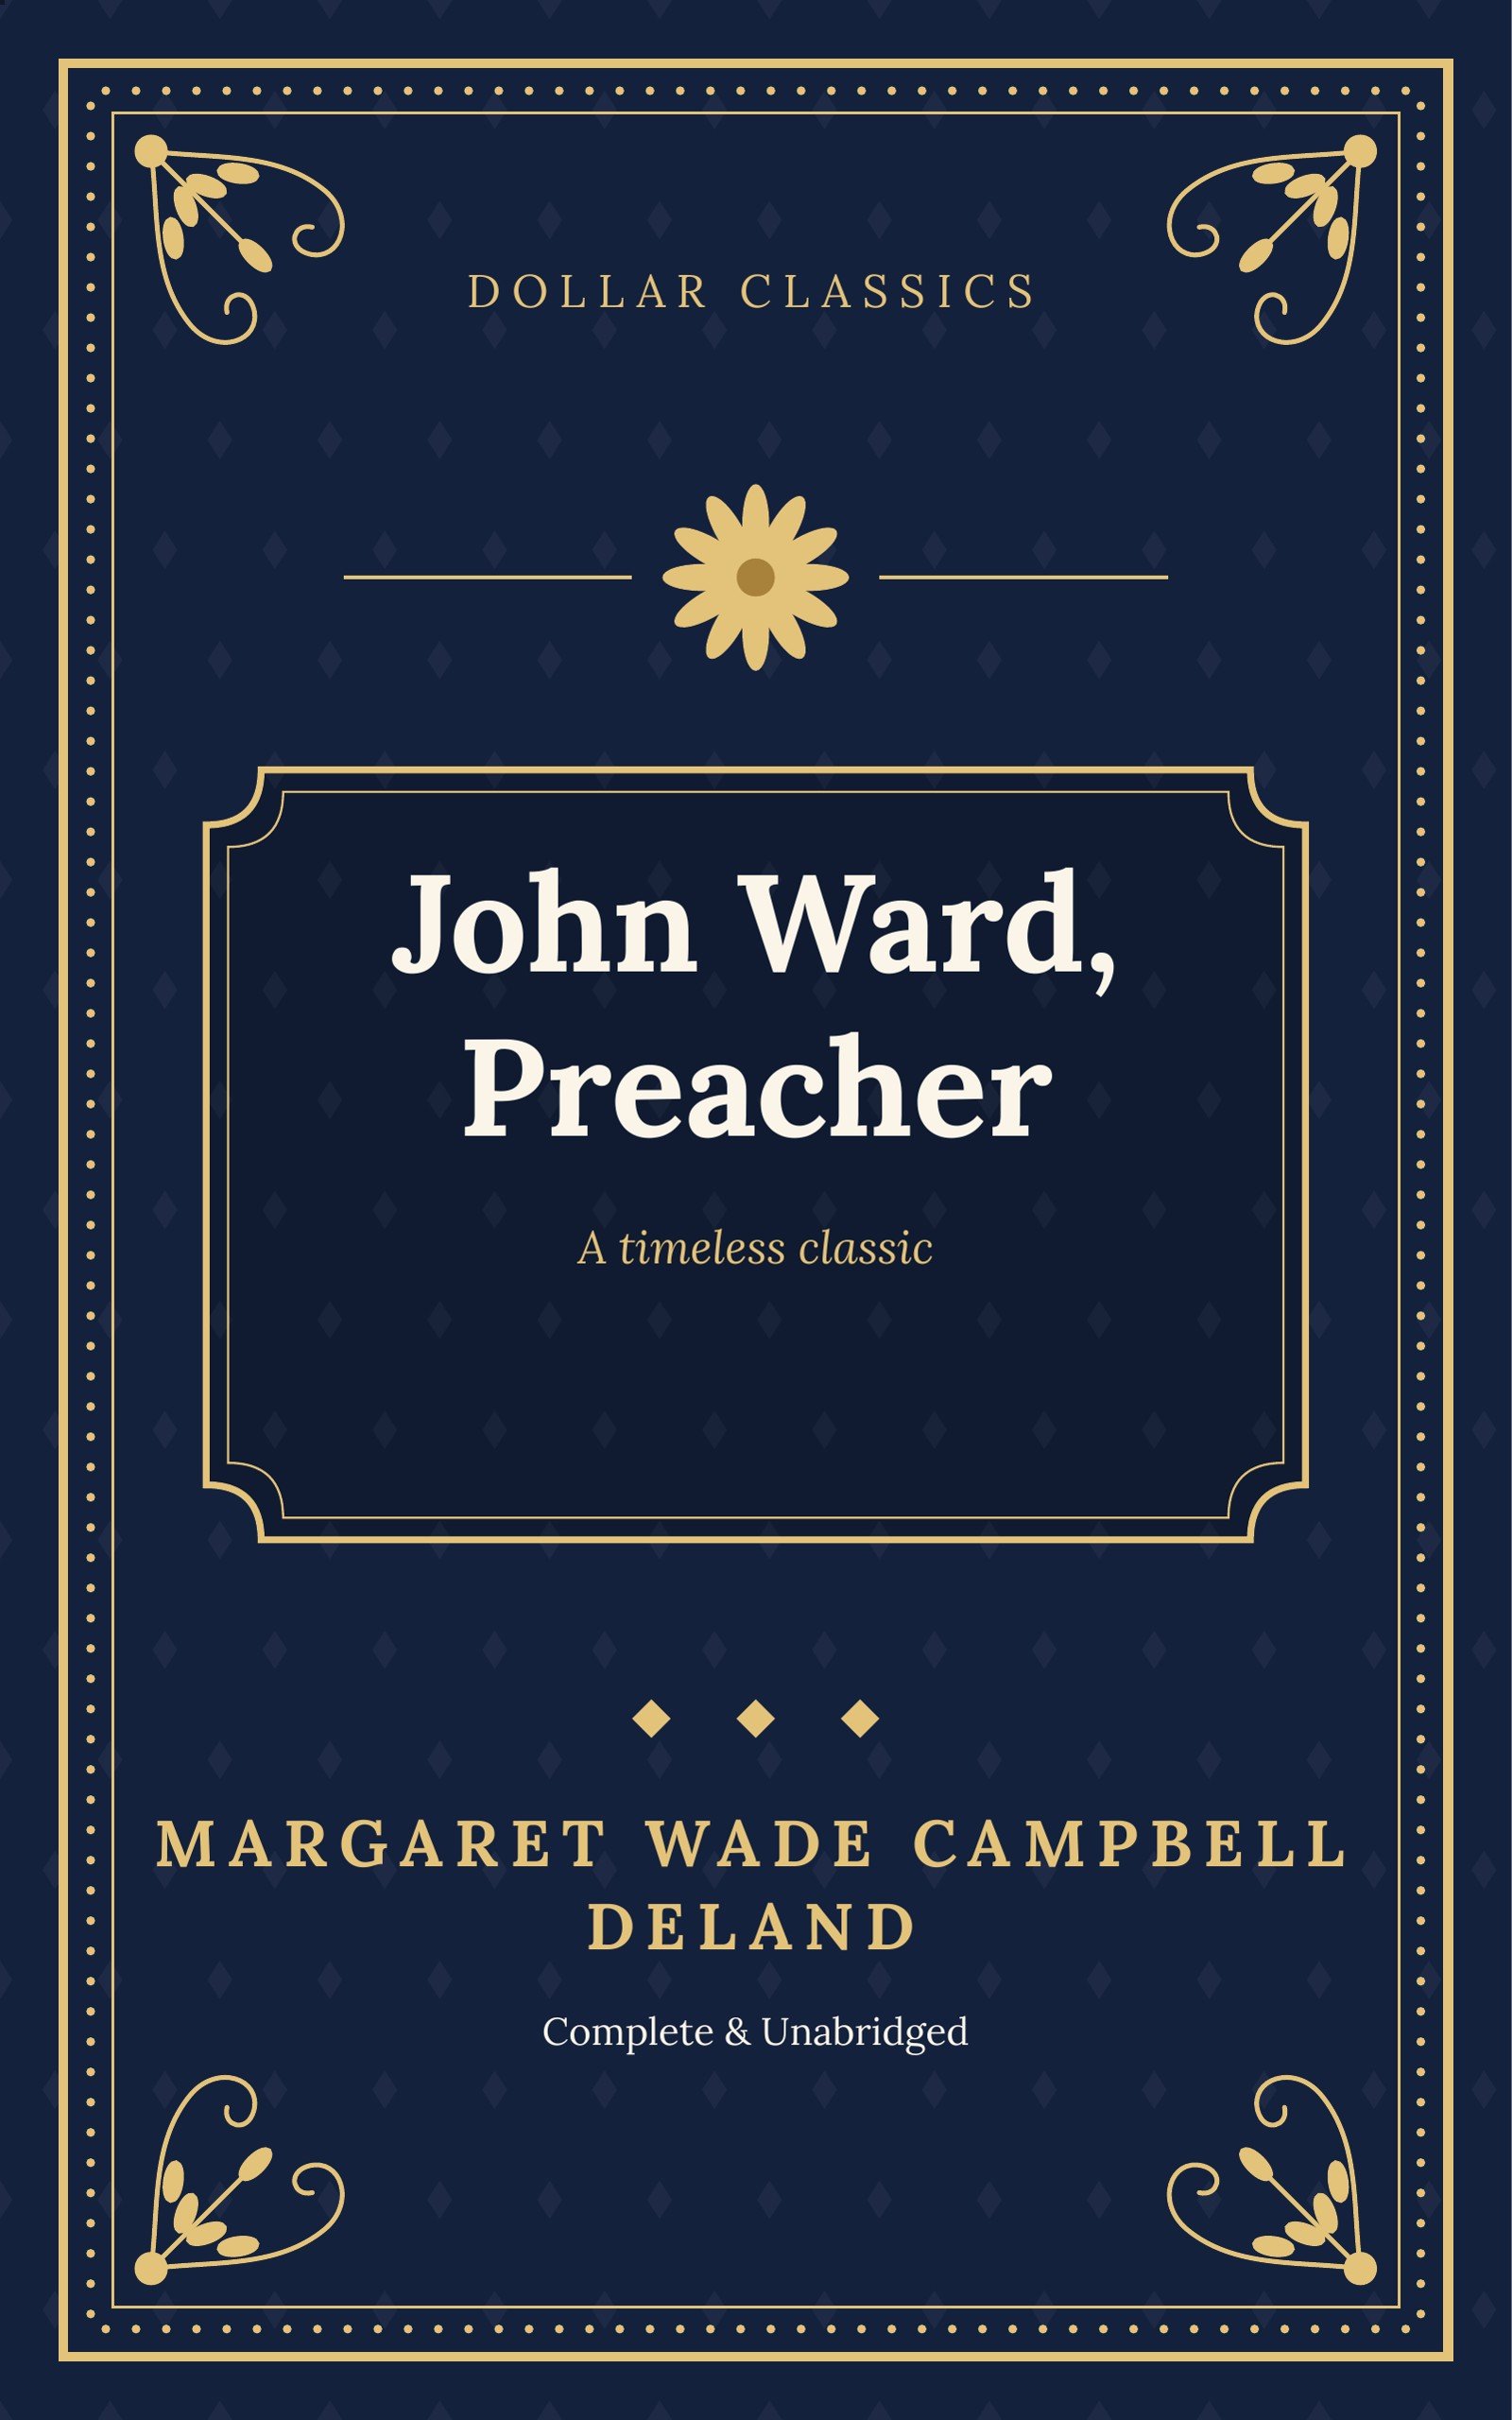 DOLLAR CLASSICS
John Ward,
Preacher
A timeless classic
MARGARET WADE CAMPBELL
DELAND
Complete & Unabridged